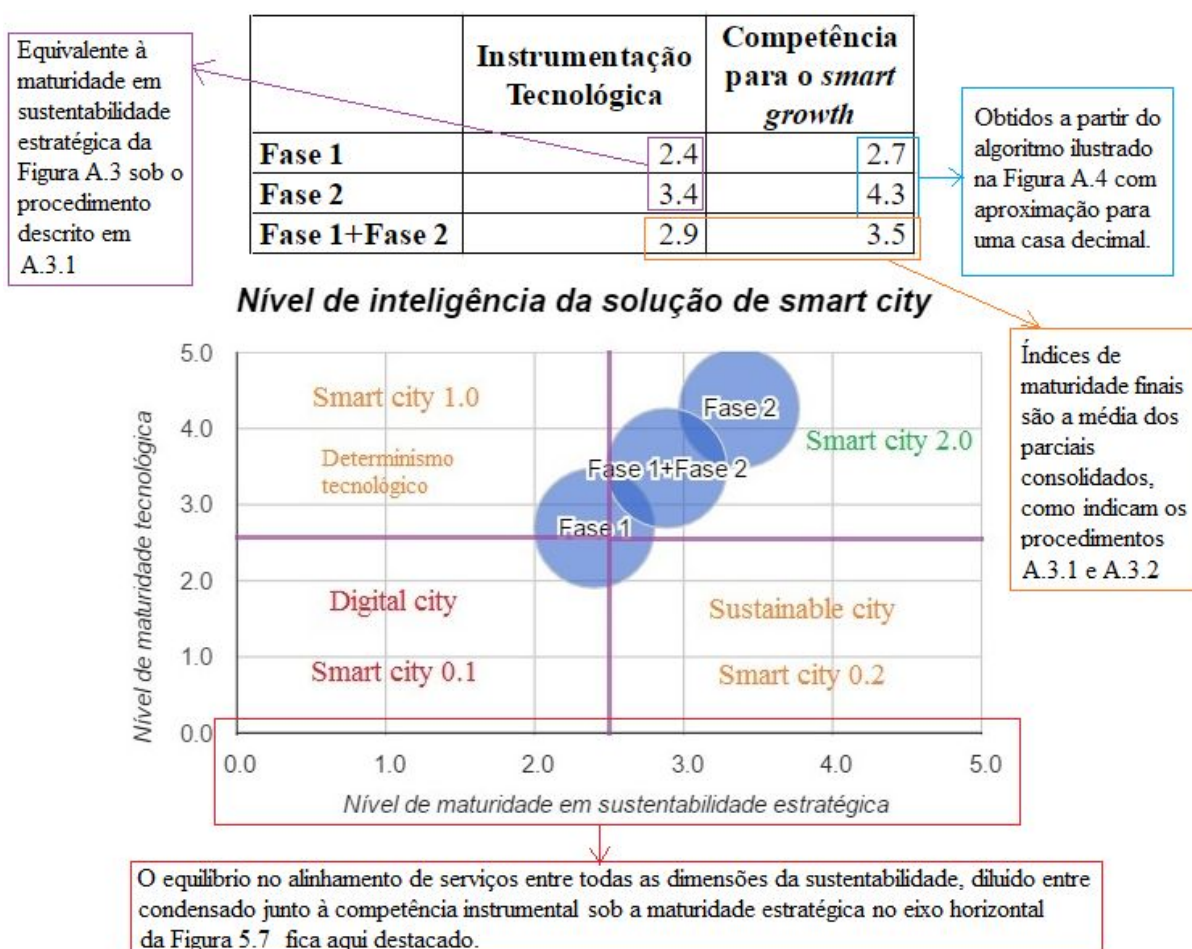 Equivalente à
maturidade em
sustentabilidade
estratégica da
Figura A.3 sob o
procedimento
descrito em
A.3.1
Instrumentação
Tecnológica
Competência
para o smart
growth
Fase 1 2.4 2.7
Fase 2 3.4 4.3
Fase 1+Fase 2 2.9 3.5
Obtidos a partir do
algoritmo ilustrado
na Figura A.4 com
aproximação para
uma casa decimal.
Nível de inteligência da solução de smart city
Índices de
maturidade finais
são a média dos
parciais
consolidados,
como indicam os
procedimentos
A.3.1 e A.3.2
Nível de maturidade tecnológica
5.0
4.0
3.0
2.0
1.0
0.0
Smart city 1.0
Determinismo
tecnológico
Fase 2
Smart city 2.0
Fase 1+Fase 2
Fase 1
Digital city
Smart city 0.1
Sustainable city
Smart city 0.2
0.0 1.0 2.0 3.0 4.0 5.0
Nível de maturidade em sustentabilidade estratégica
O equilíbrio no alinhamento de serviços entre todas as dimensões da sustentabilidade, diluído entre
condensado junto à competência instrumental sob a maturidade estratégica no eixo horizontal
da Figura 5.7 fica aqui destacado.